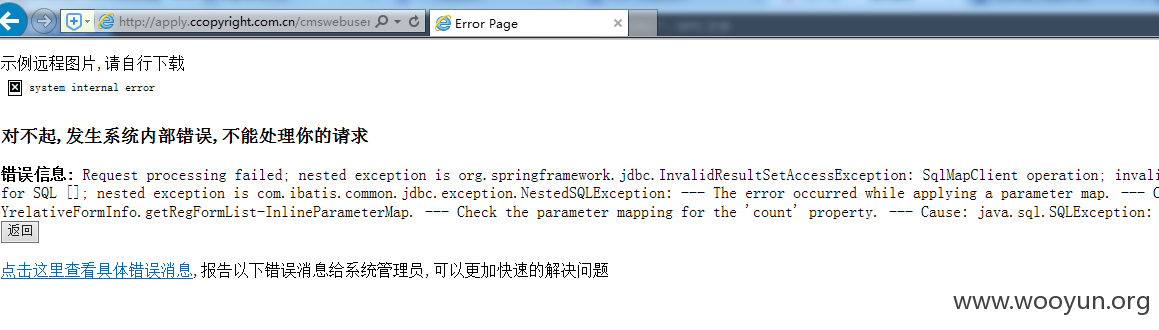 http://apply.ccopyright.com.cn/cmswebuser
Error Page
示例远程图片,请自行下载
system internal error
对不起,发生系统内部错误,不能处理你的请求
错误信息: Request processing failed; nested exception is org.springframework.jdbc.InvalidResultSetAccessException: SqlMapClient operation; invali
for SQL []; nested exception is com.ibatis.common.jdbc.exception.NestedSQLException: --- The error occurred while applying a parameter map. --- C
YrelativeFormInfo.getRegFormList-InlineParameterMap. --- Check the parameter mapping for the 'count' property. --- Cause: java.sql.SQLException:
返回
点击这里查看具体错误消息,报告以下错误消息给系统管理员,可以更加快速的解决问题
www.wooyun.org